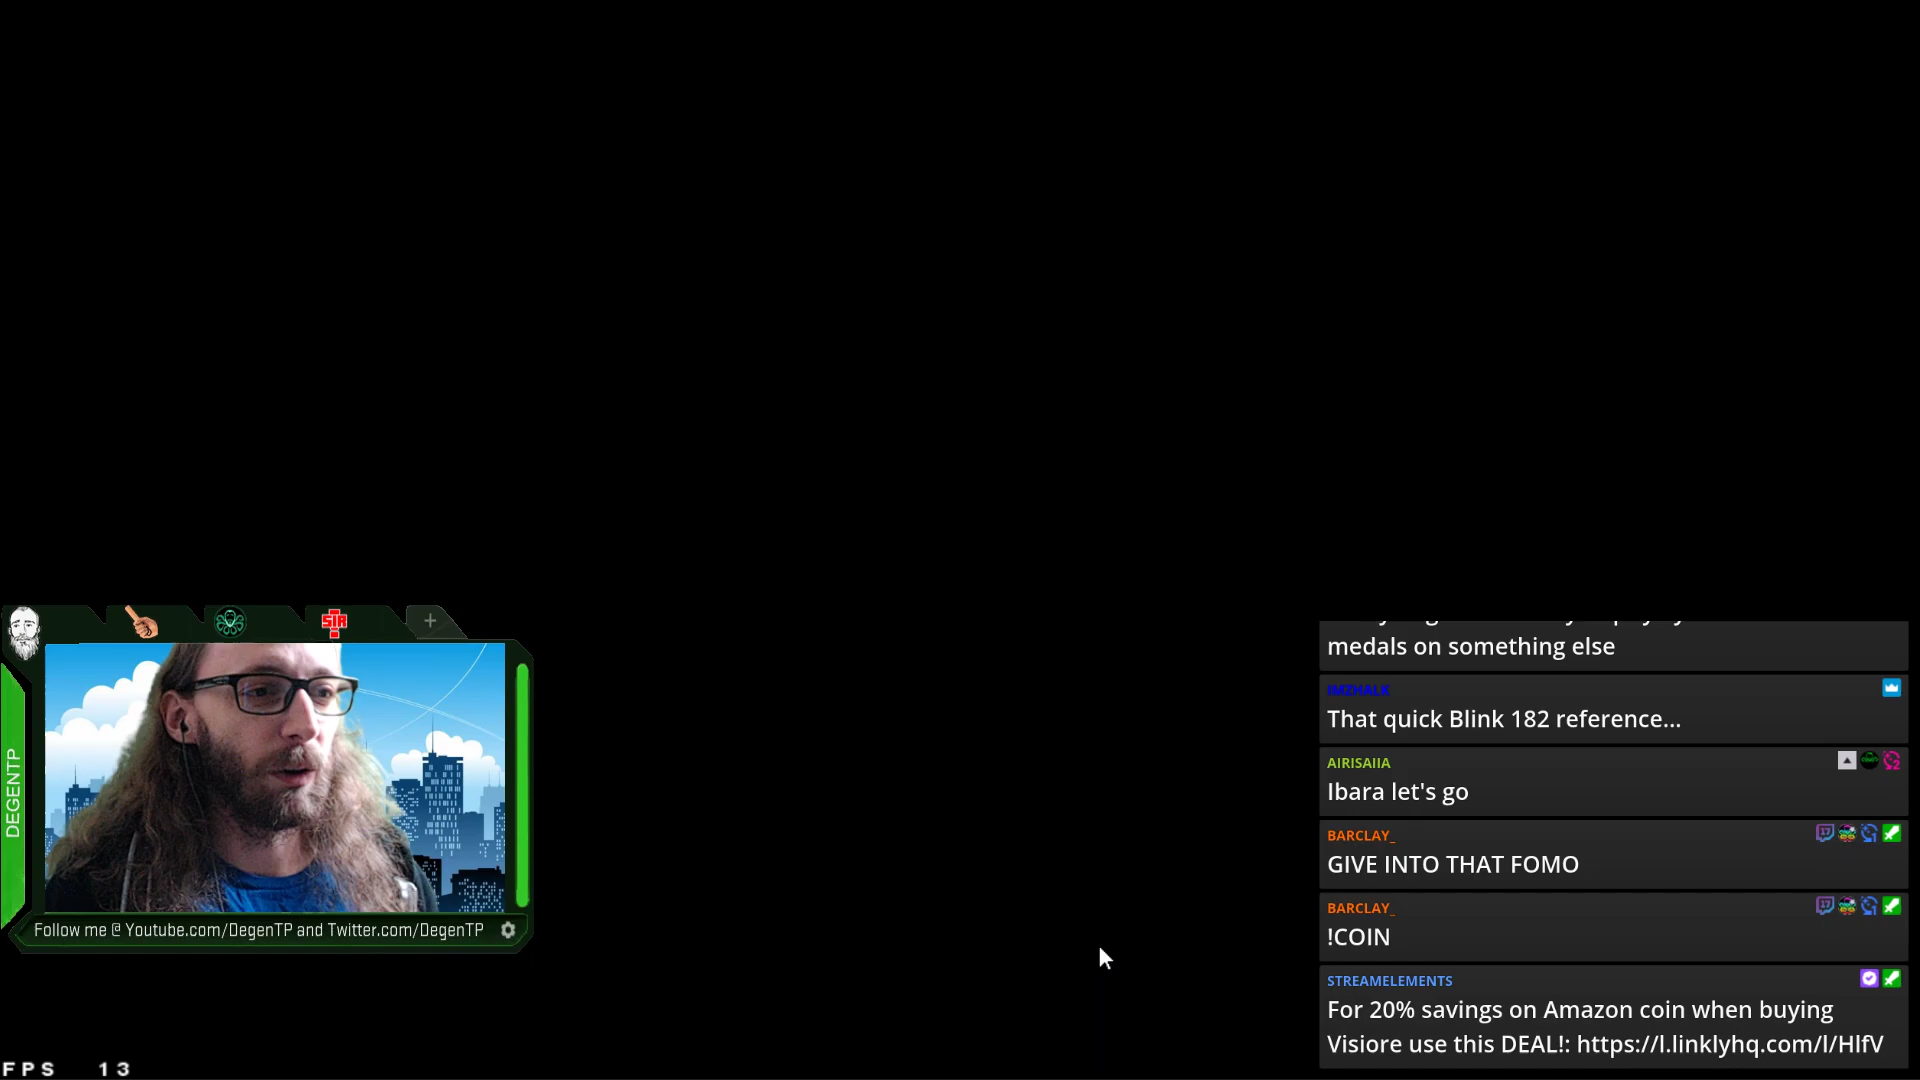 SIR
+
DEGENTP
Follow me @ Youtube.com/DegenTP and Twitter.com/DegenTP
FPS 13
medals on something else
IMZHALK
That quick Blink 182 reference...
AIRISAIIA
Ibara let's go
BARCLAY_
GIVE INTO THAT FOMO
BARCLAY_
!COIN
STREAMELEMENTS
For 20% savings on Amazon coin when buying
Visiore use this DEAL!: https://l.linklyhq.com/l/HlfV